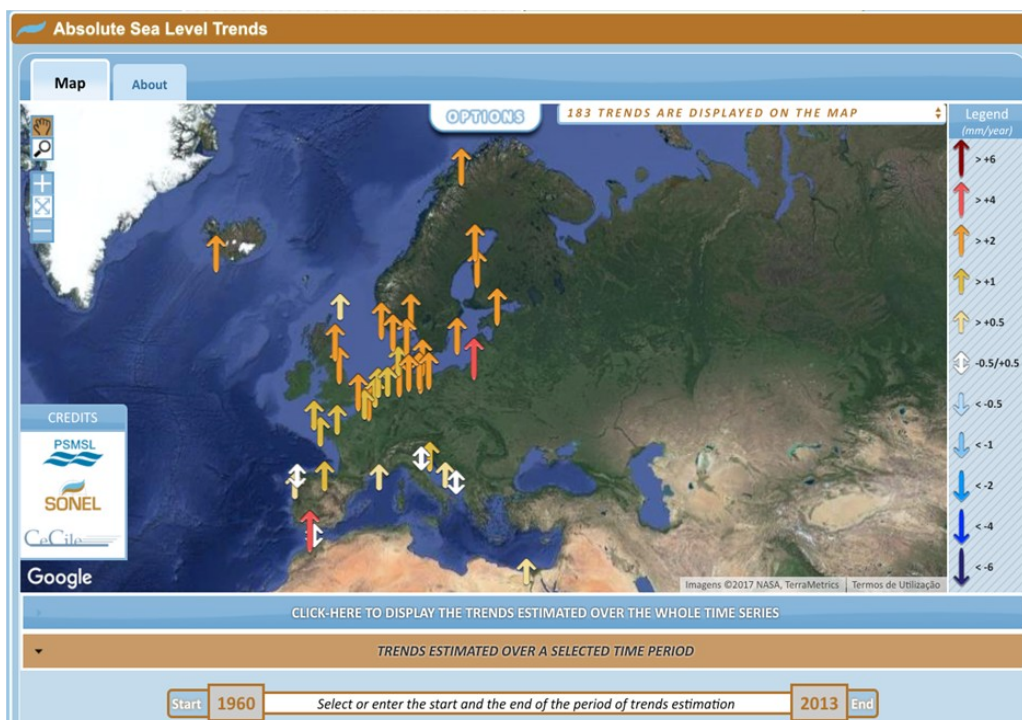 Absolute Sea Level Trends
Map
About
OPTIONS
183 TRENDS ARE DISPLAYED ON THE MAP
Legend
(mm/year)
> +6
> +4
> +2
> +1
> +0.5
-0.5/+0.5
< -0.5
< -1
< -2
< -4
< -6
CREDITS
PSMSL
SONEL
CeCile
Google
Imagens ©2017 NASA, TerraMetrics
Termos de Utilização
CLICK-HERE TO DISPLAY THE TRENDS ESTIMATED OVER THE WHOLE TIME SERIES
TRENDS ESTIMATED OVER A SELECTED TIME PERIOD
Start 1960 Select or enter the start and the end of the period of trends estimation 2013 End